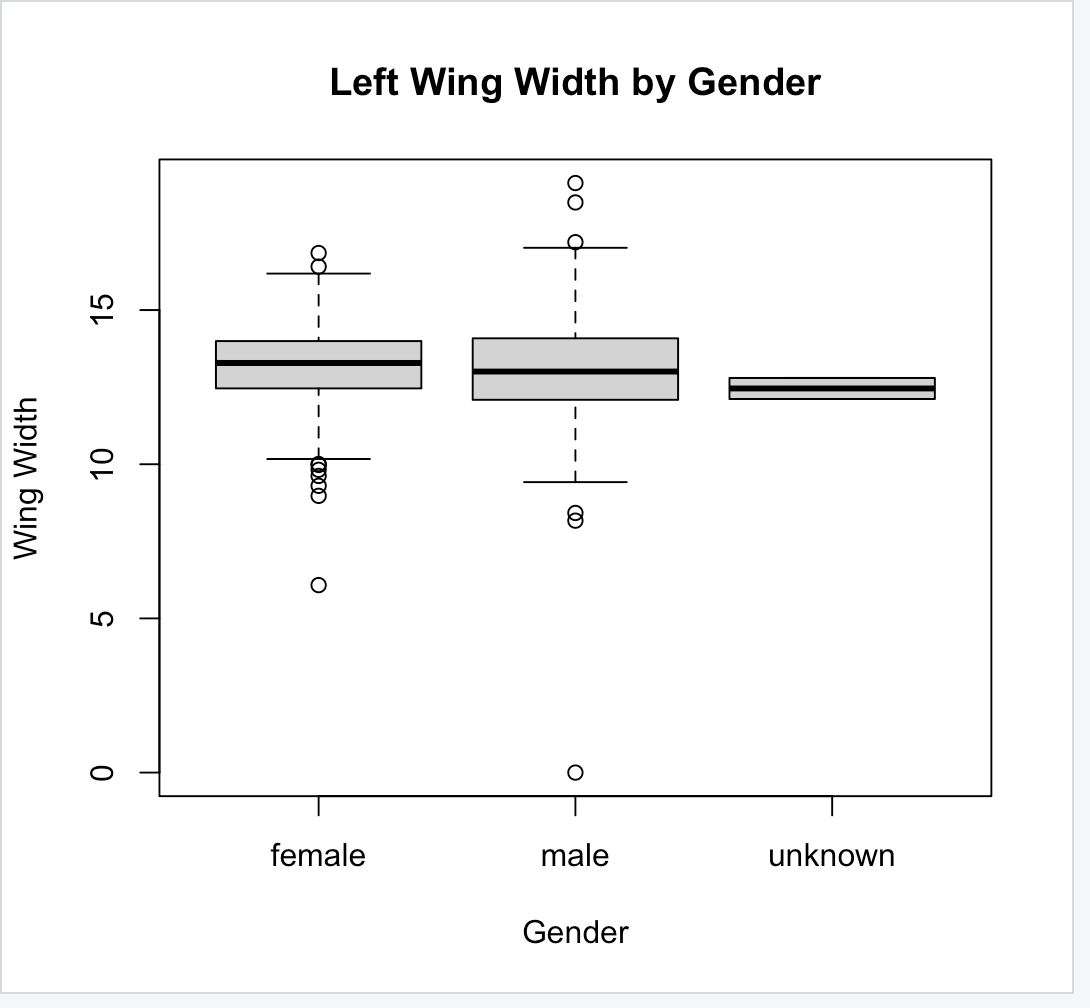 Left Wing Width by Gender
Wing Width
15
10
5
0
female male unknown
Gender